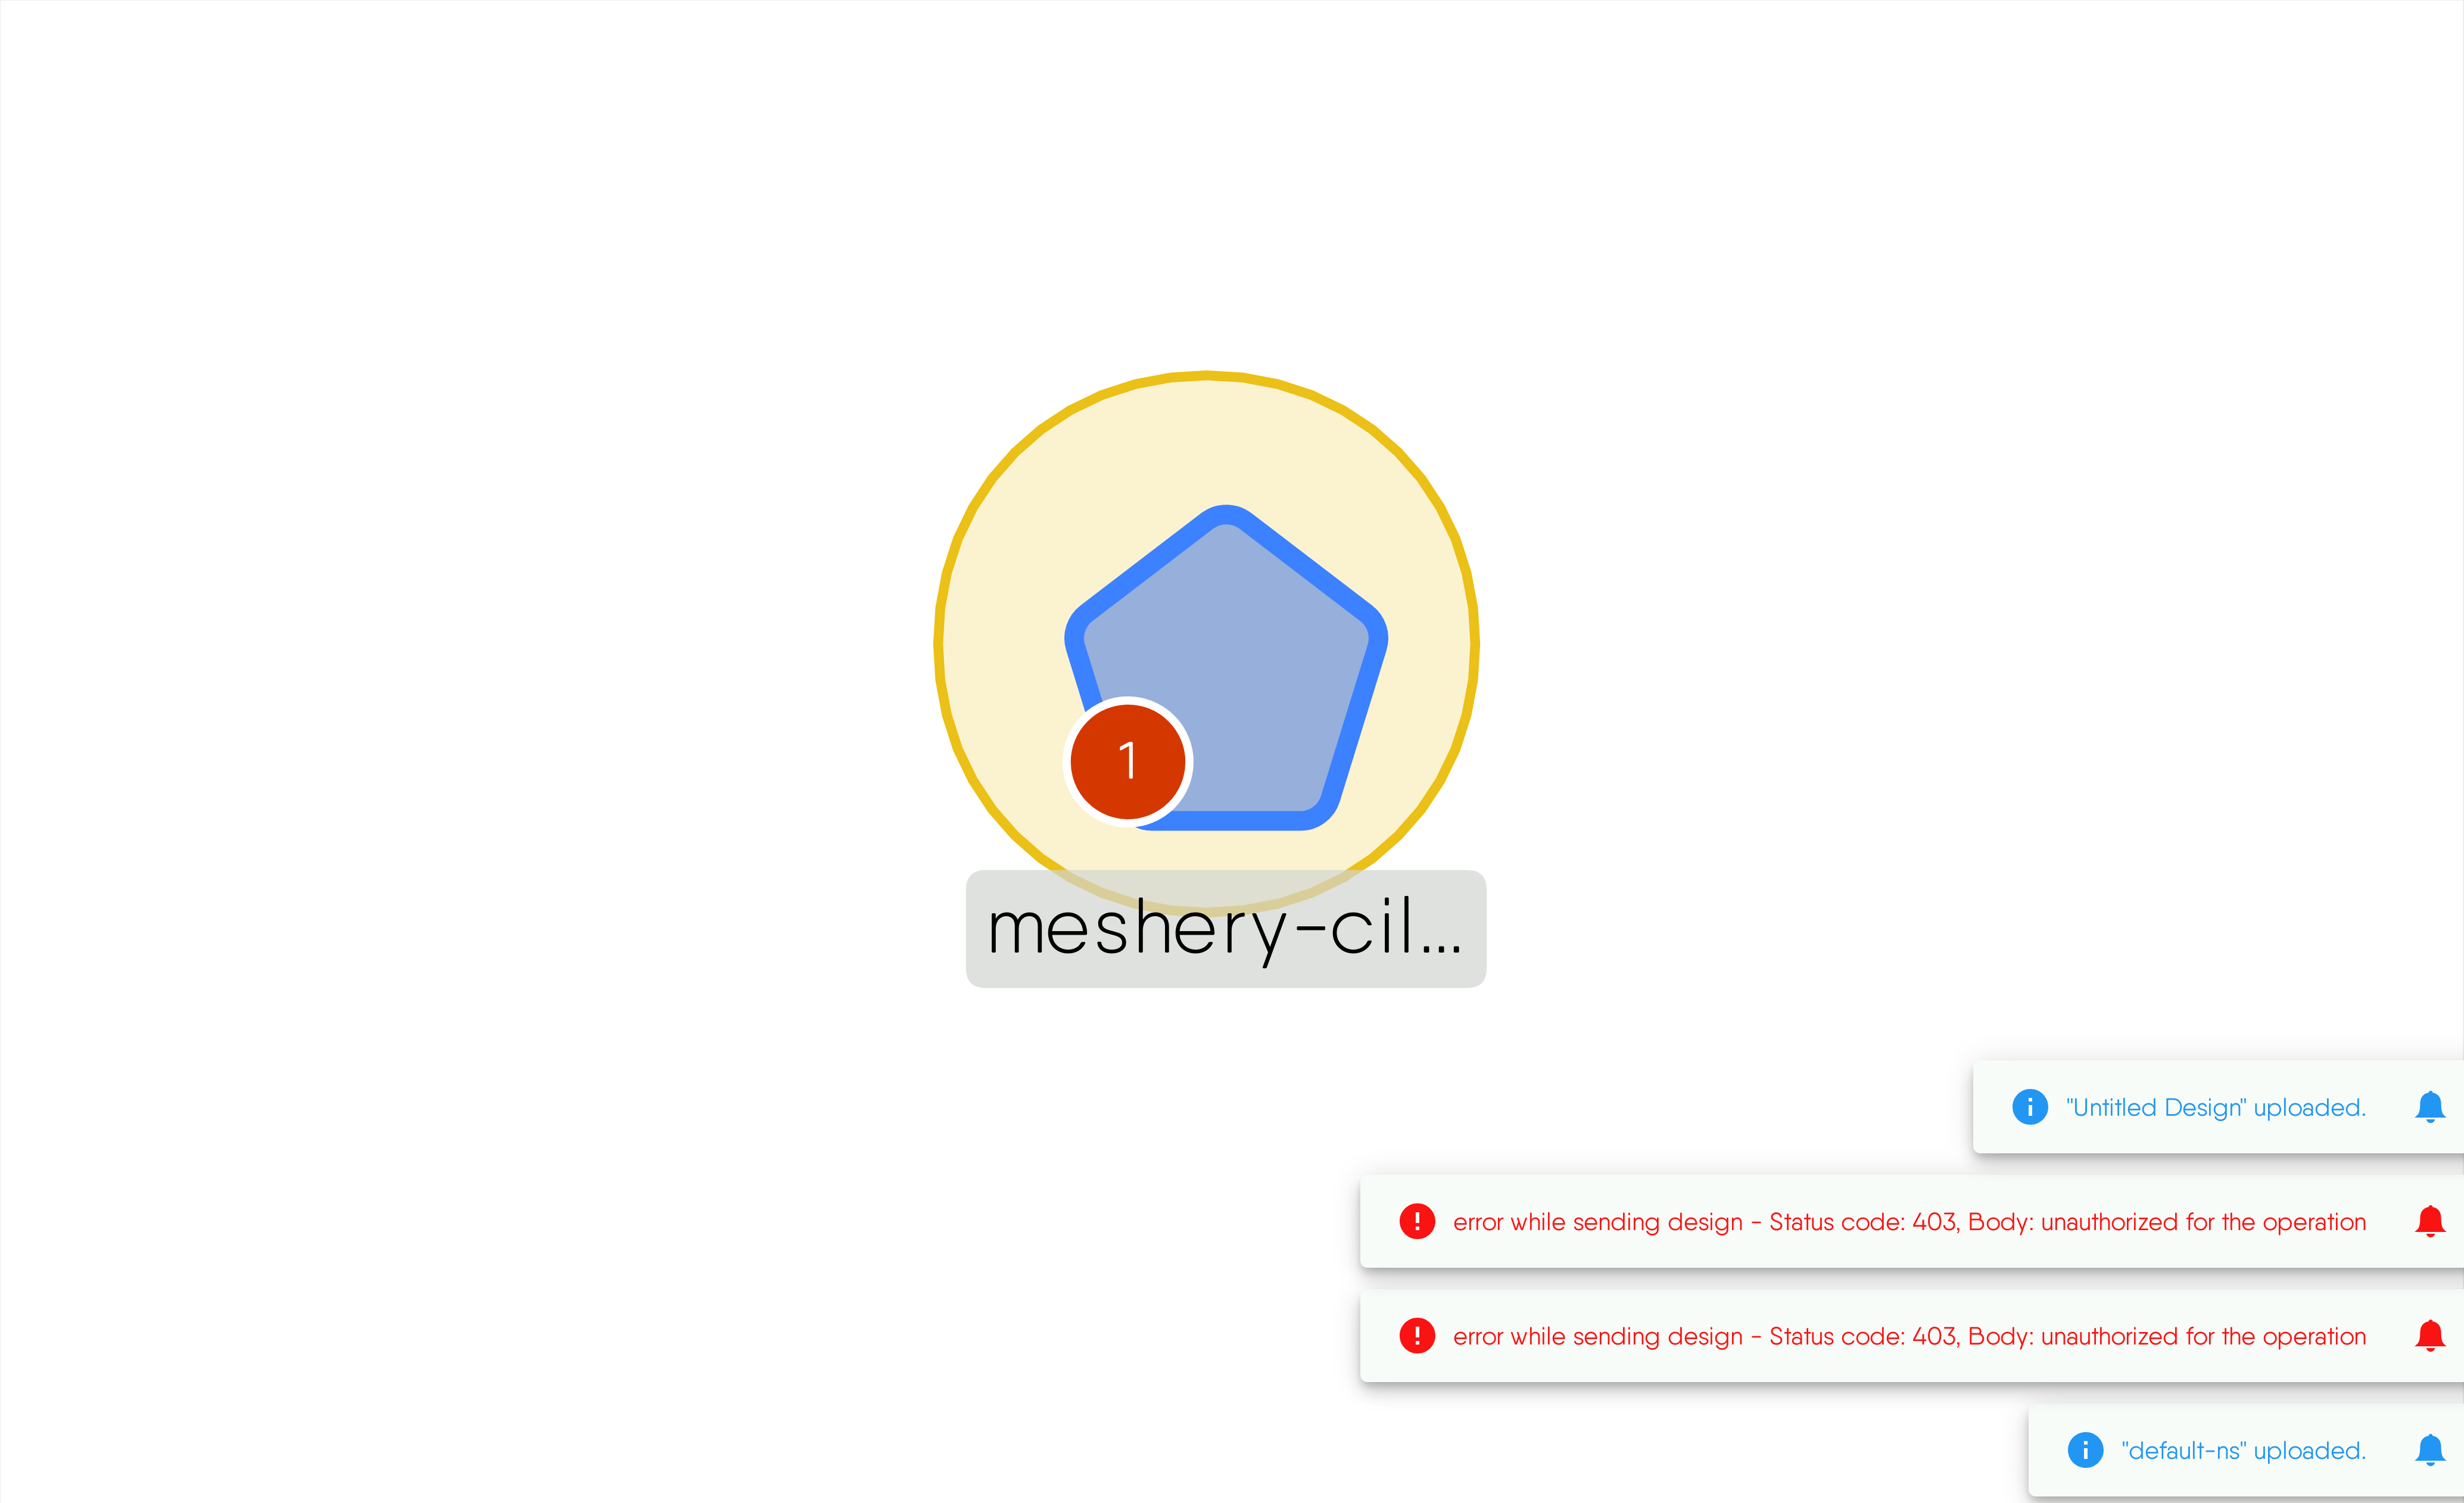 1
meshery-cil...
"Untitled Design" uploaded.
error while sending design - Status code: 403, Body: unauthorized for the operation
error while sending design - Status code: 403, Body: unauthorized for the operation
"default-ns" uploaded.